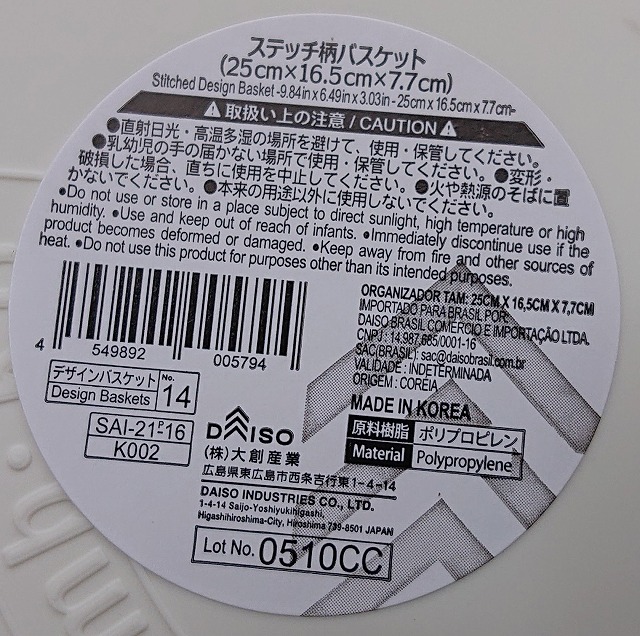 ステッチ柄バスケット
(25cm×16.5cm×7.7cm)
Stitched Design Basket -9.84in x 6.49in x 3.03in - 25cm x 16.5cm x 7.7cm-
⚠取扱い上の注意 / CAUTION⚠
●直射日光・高温多湿の場所を避けて、使用・保管してください。
●乳幼児の手の届かない場所で使用・保管してください。●変形・
破損した場合、直ちに使用を中止してください。●火や熱源のそばに置
かないでください。●本来の用途以外に使用しないでください。
●Do not use or store in a place subject to direct sunlight, high temperature or high
humidity. ●Use and keep out of reach of infants. ●Immediately discontinue use if the
product becomes deformed or damaged. ●Keep away from fire and other sources of
heat. ●Do not use this product for purposes other than its intended purposes.
4 549892 005794
ORGANIZADOR TAM: 25CM X 16,5CM X 7,7CM
IMPORTADO PARA BRASIL POR:
DAISO BRASIL COMERCIO E IMPORTAÇÃO LTDA.
CNPJ : 14.987.685/0001-16
SAC(BRASIL): sac@daisobrasil.com.br
VALIDADE : INDETERMINADA
ORIGEM : COREIA
デザインバスケット No. 14
Design Baskets
SAI-21-P-16
K002
MADE IN KOREA
原料樹脂 ポリプロピレン
Material Polypropylene
DAISO
(株)大創産業
広島県東広島市西条吉行東1-4-14
DAISO INDUSTRIES CO., LTD.
1-4-14 Saijo-Yoshiyukihigashi,
Higashihiroshima-City, Hiroshima 739-8501 JAPAN
Lot No. 0510CC